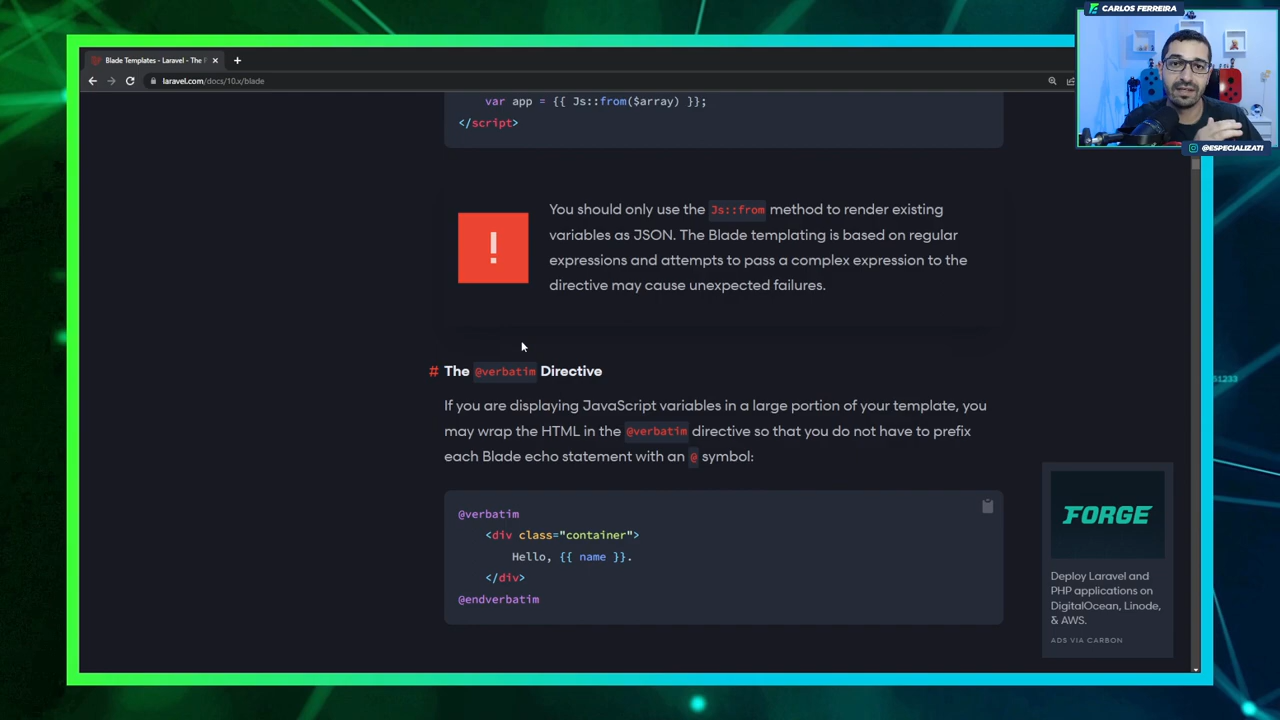 CARLOS FERREIRA
Blade Templates - Laravel - The P
laravel.com/docs/10.x/blade
var app = {{ Js::from($array) }};
</script>
@ESPECIALIZATI
!
You should only use the Js::from method to render existing
variables as JSON. The Blade templating is based on regular
expressions and attempts to pass a complex expression to the
directive may cause unexpected failures.
# The @verbatim Directive
If you are displaying JavaScript variables in a large portion of your template, you
may wrap the HTML in the @verbatim directive so that you do not have to prefix
each Blade echo statement with an @ symbol:
@verbatim
<div class="container">
Hello, {{ name }}.
</div>
@endverbatim
FORGE
Deploy Laravel and
PHP applications on
DigitalOcean, Linode,
& AWS.
ADS VIA CARBON